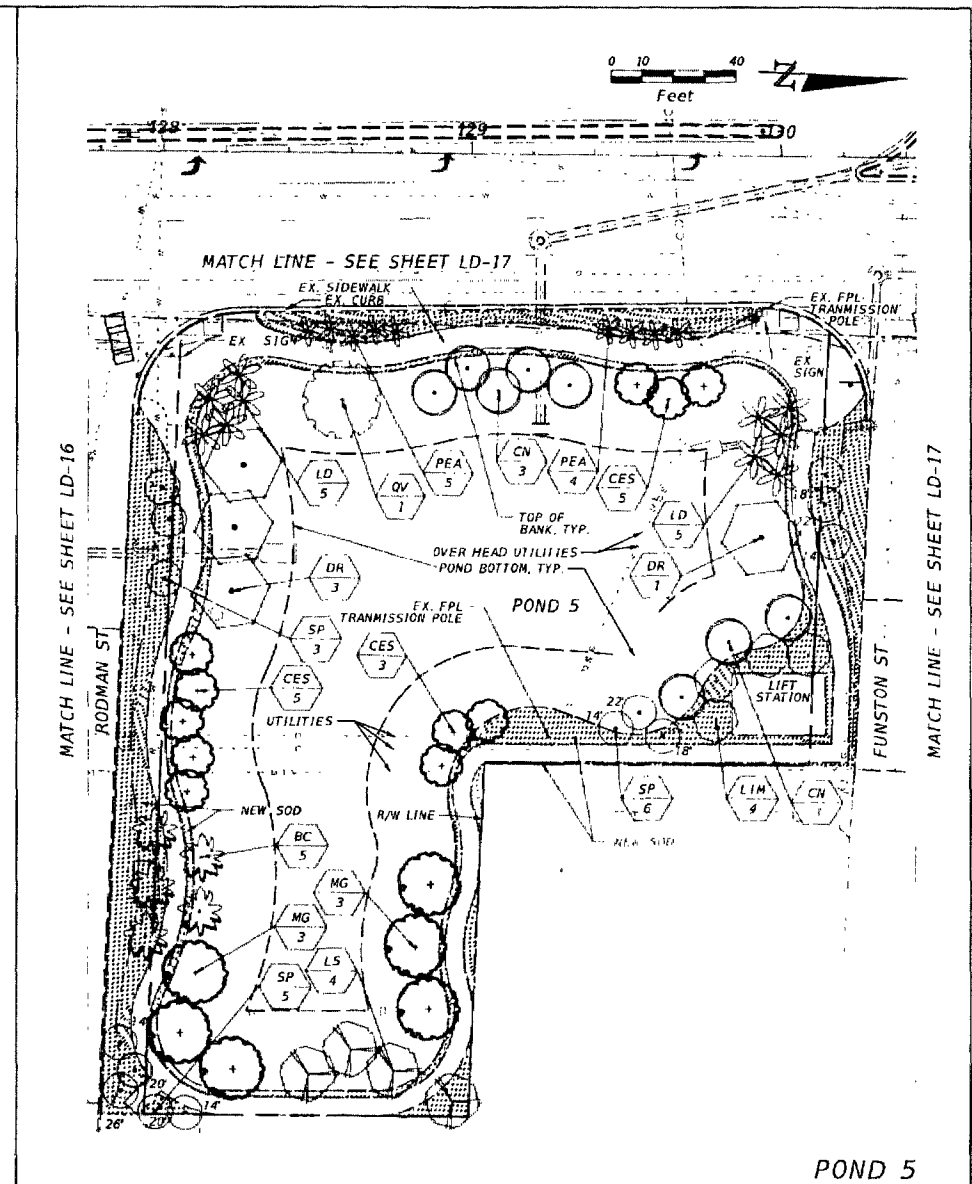 0 10 40
Feet
Z
128
129
130
MATCH LINE - SEE SHEET LD-17
EX. SIDEWALK
EX. CURB
EX. FPL
TRANMISSION
POLE
EX SIGN
EX
SIGN
MATCH LINE - SEE SHEET LD-16
RODMAN ST
MATCH LINE - SEE SHEET LD-17
FUNSTON ST
LD
5
QV
1
PEA
5
CN
3
PEA
4
CES
5
TOP OF
BANK, TYP.
LD
5
8'
12'
OVER HEAD UTILITIES
POND BOTTOM, TYP.
DR
3
DR
1
EX. FPL
TRANMISSION POLE
POND 5
SP
3
CES
3
CES
5
LIFT
STATION
22'
14'
18'
UTILITIES
NEW SOD
R/W LINE
SP
6
LIM
4
CN
NEW SOD
BC
5
MG
3
MG
3
LS
4
SP
5
20'
14'
26'
20'
POND 5